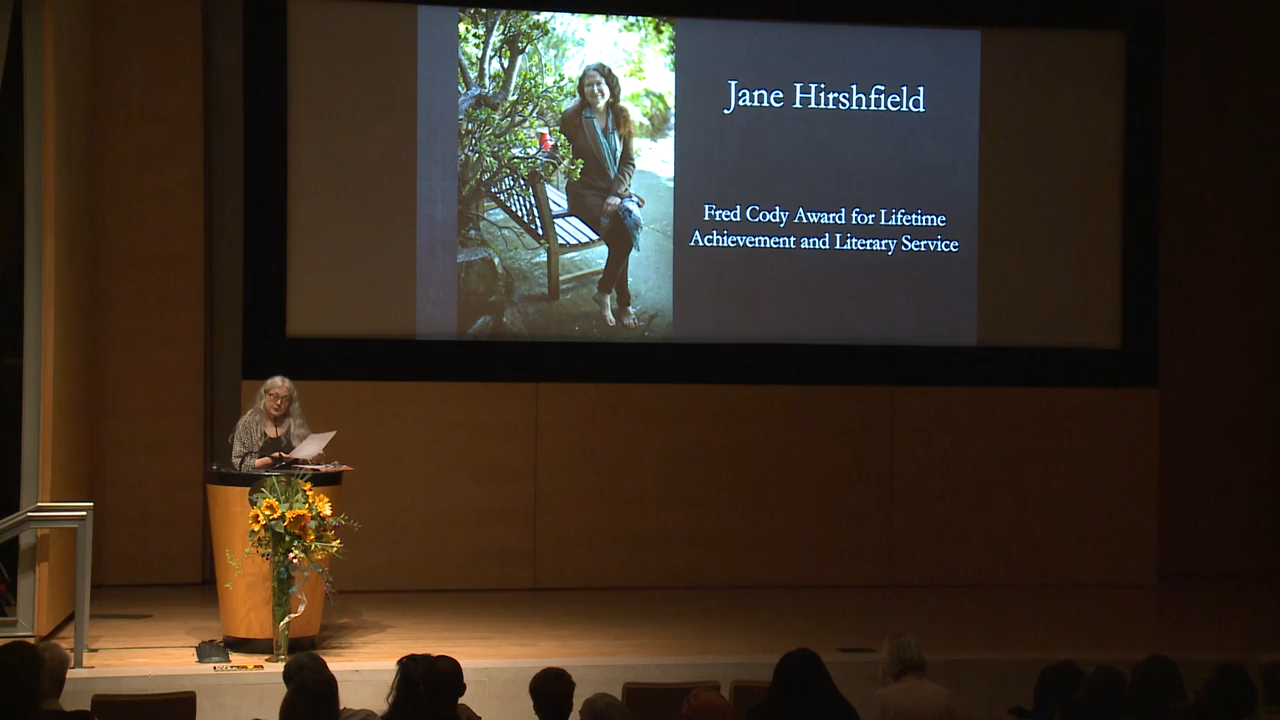 Jane Hirshfield
Fred Cody Award for Lifetime
Achievement and Literary Service